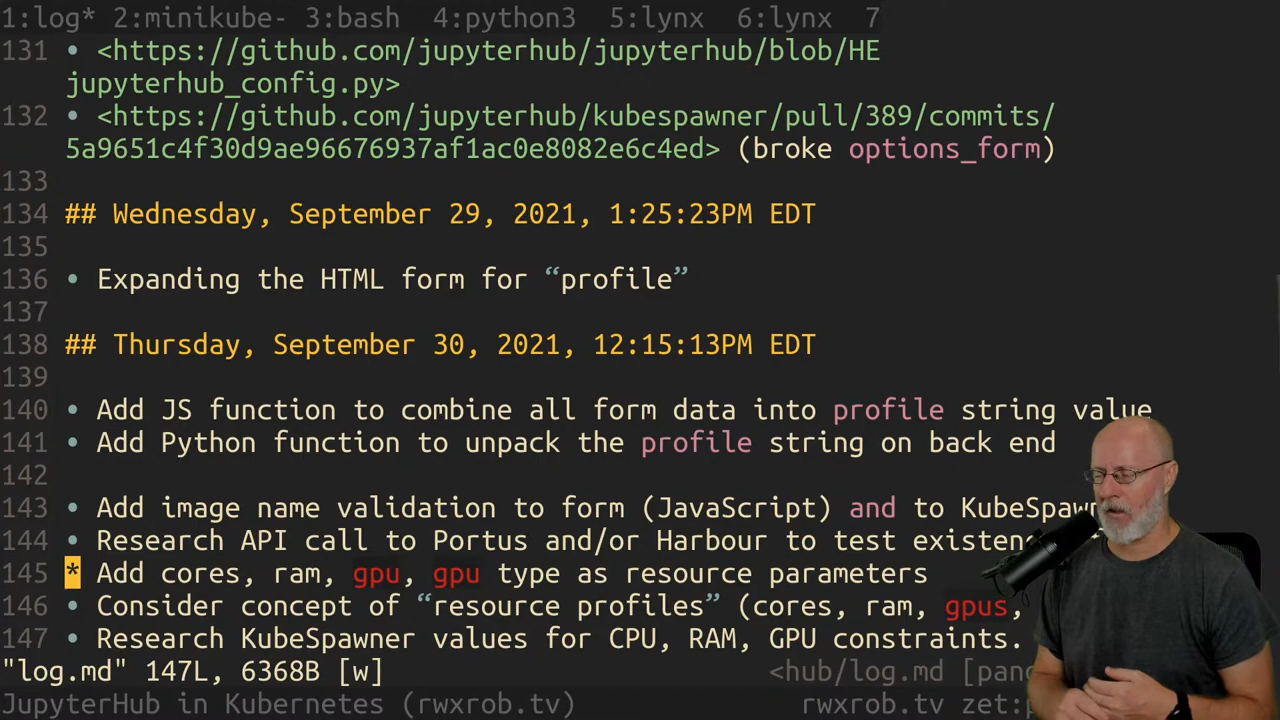 1:log* 2:minikube- 3:bash 4:python3 5:lynx 6:lynx 7
131 • <https://github.com/jupyterhub/jupyterhub/blob/HE
jupyterhub_config.py>
132 • <https://github.com/jupyterhub/kubespawner/pull/389/commits/
5a9651c4f30d9ae96676937af1ac0e8082e6c4ed> (broke options_form)
133
134 ## Wednesday, September 29, 2021, 1:25:23PM EDT
135
136 • Expanding the HTML form for “profile”
137
138 ## Thursday, September 30, 2021, 12:15:13PM EDT
139
140 • Add JS function to combine all form data into profile string value
141 • Add Python function to unpack the profile string on back end
142
143 • Add image name validation to form (JavaScript) and to KubeSpawn
144 • Research API call to Portus and/or Harbour to test existenc
145 * Add cores, ram, gpu, gpu type as resource parameters
146 • Consider concept of “resource profiles” (cores, ram, gpus,
147 • Research KubeSpawner values for CPU, RAM, GPU constraints.
"log.md" 147L, 6368B [w] <hub/log.md [pand
JupyterHub in Kubernetes (rwxrob.tv) rwxrob.tv zet:p